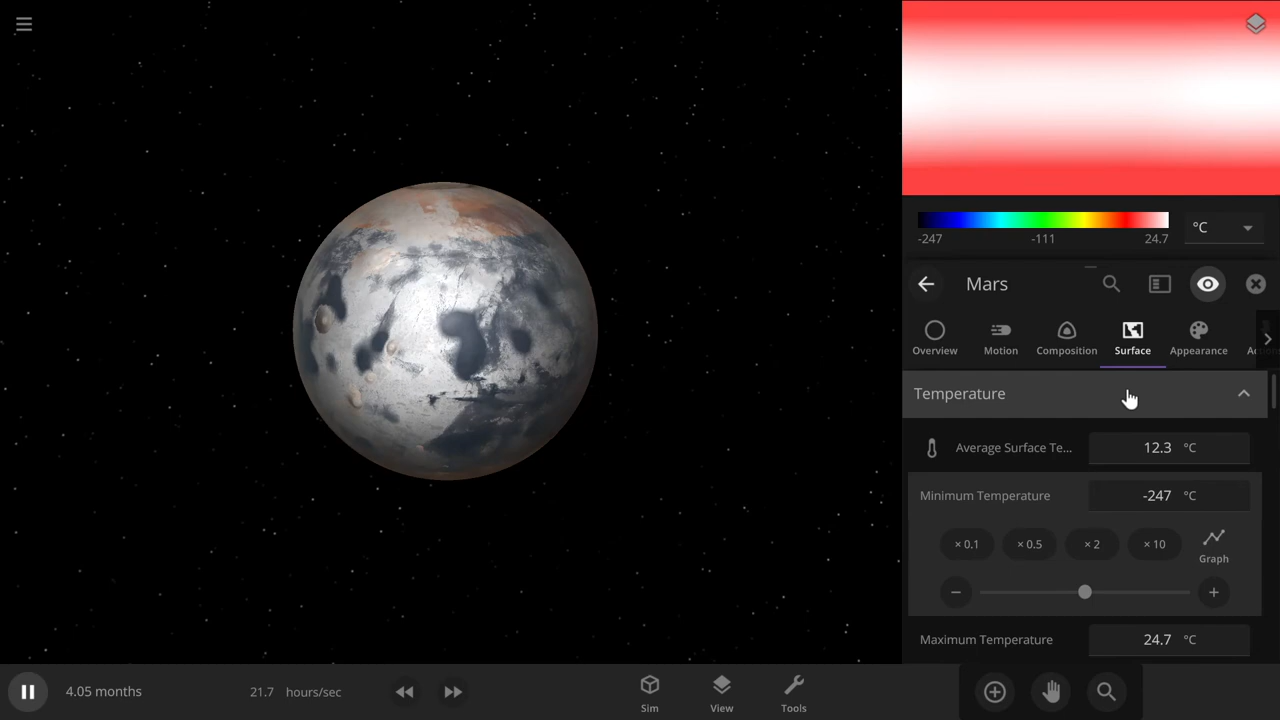 °C
-247 -111 24.7
Mars
Overview Motion Composition Surface Appearance
Temperature
Average Surface Te... 12.3 °C
Minimum Temperature -247 °C
× 0.1 × 0.5 × 2 × 10 Graph
Maximum Temperature 24.7 °C
4.05 months 21.7 hours/sec Sim View Tools